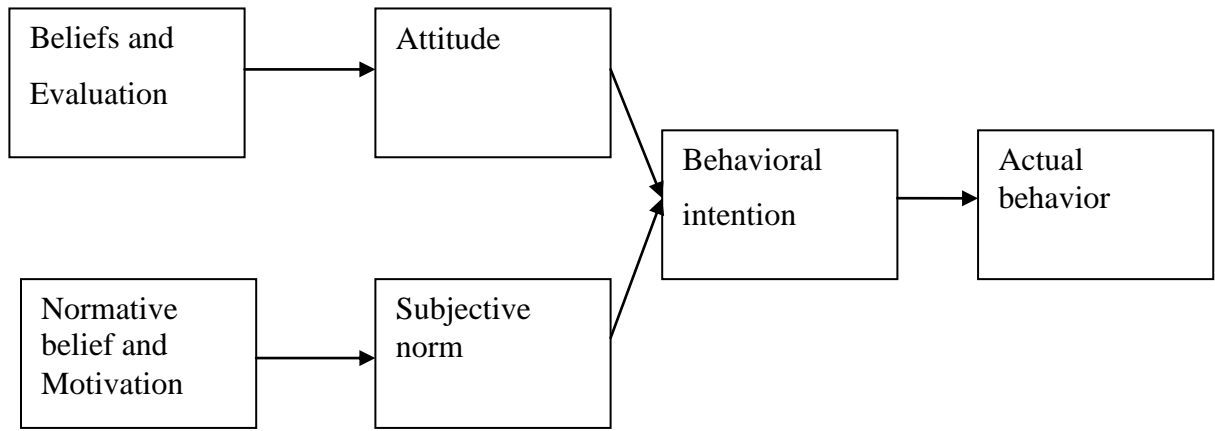 Beliefs and
Evaluation
Attitude
Behavioral
intention
Actual
behavior
Normative
belief and
Motivation
Subjective
norm